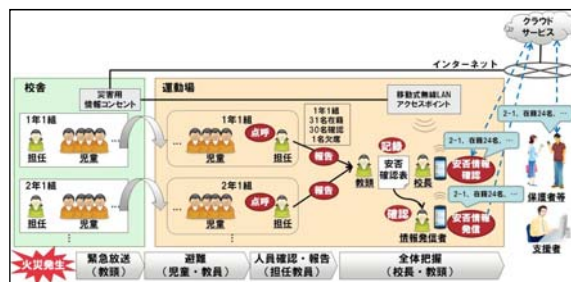 クラウド
サービス
インターネット
校舎
災害用
情報コンセント
運動場
移動式無線LAN
アクセスポイント
1年1組
担任
児童
1年1組
点呼
児童
担任
1年1組
31名在籍
30名確認
1名欠席
報告
教頭
記録
安否
確認表
校長
2-1、在籍24名、…
安否情報
確認
2-1、在籍24名、…
保護者等
2年1組
担任
児童
2年1組
点呼
児童
担任
報告
確認
情報発信者
2-1、在籍24名、…
安否情報
発信
支援者
火災発生
緊急放送
(教頭)
避難
(児童・教員)
人員確認・報告
(担任教員)
全体把握
(校長・教頭)